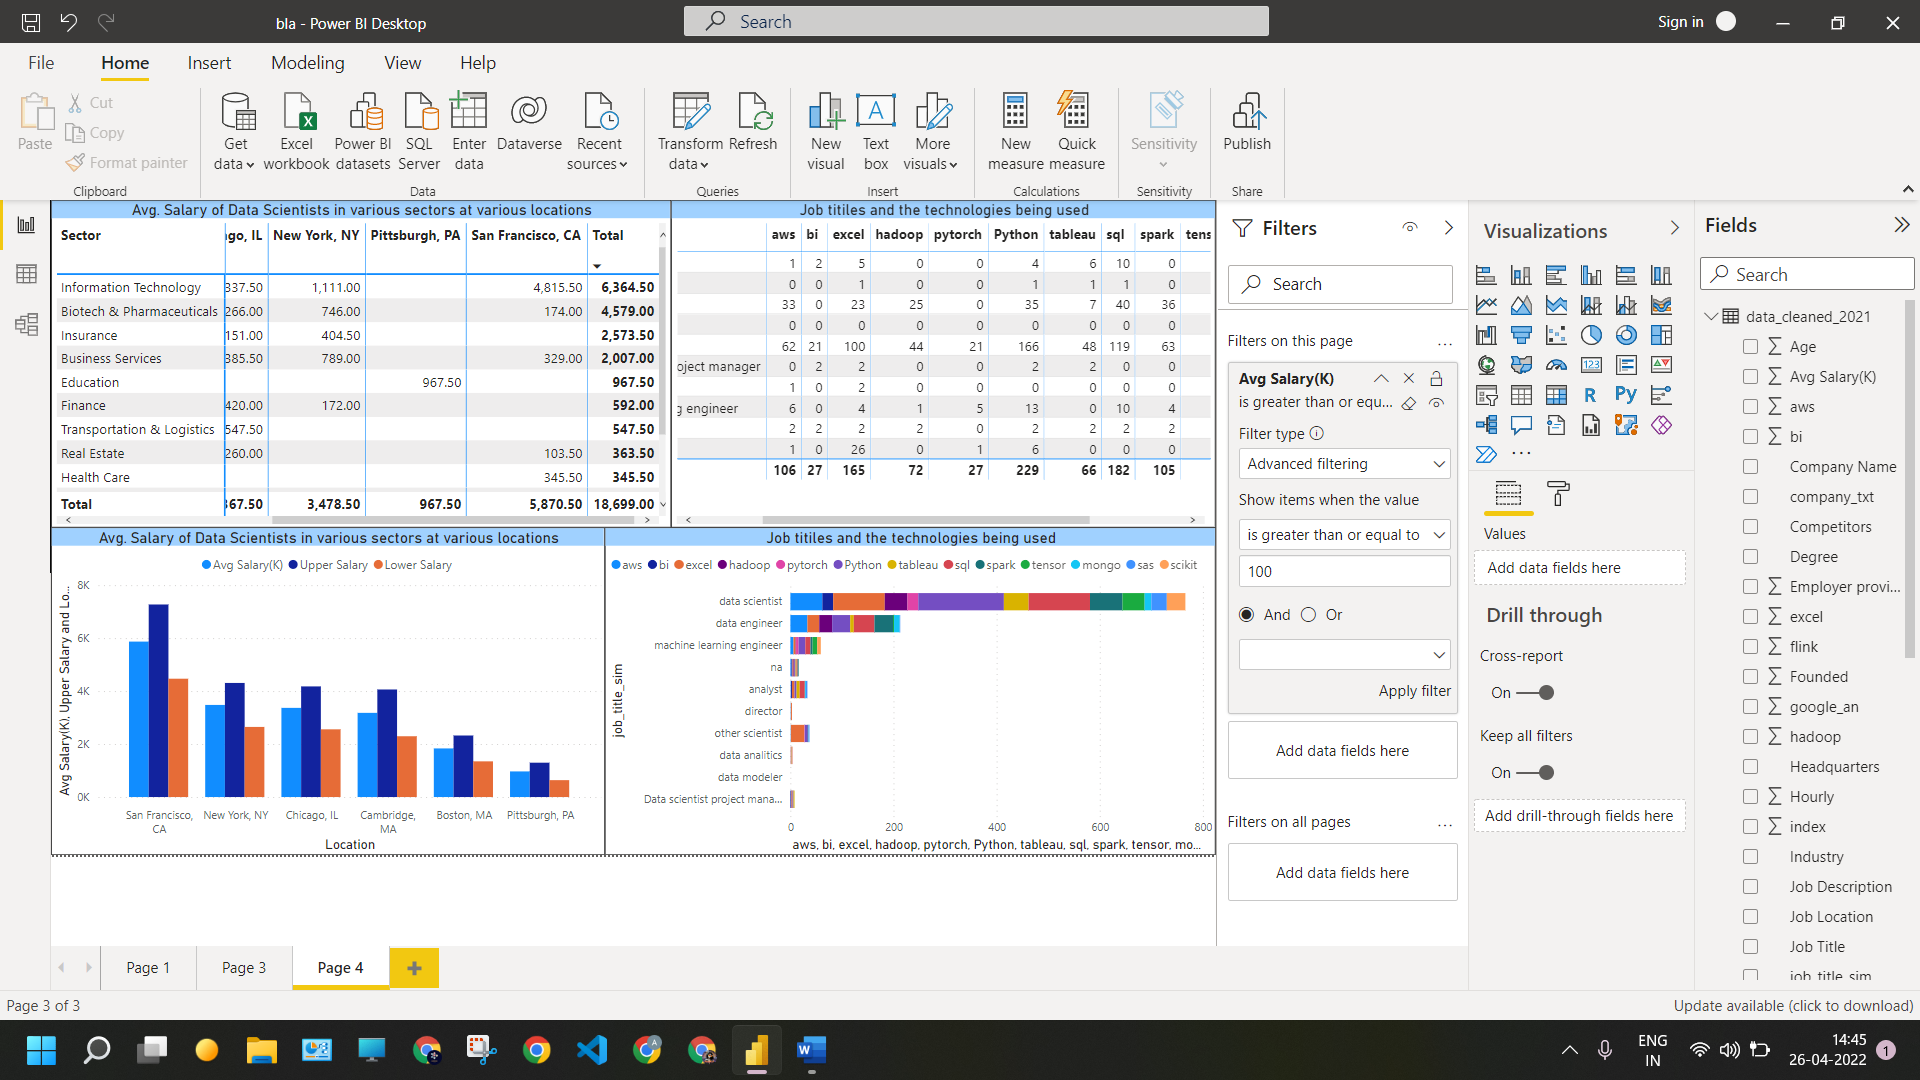 bla - Power BI Desktop
Search
Sign in
File Home Insert Modeling View Help
Paste
Cut
Copy
Format painter
Clipboard
Get data
Excel workbook
Power BI datasets
SQL Server
Enter data
Dataverse
Recent sources
Data
Transform data
Refresh
Queries
New visual
Text box
More visuals
Insert
New measure
Quick measure
Calculations
Sensitivity
Sensitivity
Publish
Share
Avg. Salary of Data Scientists in various sectors at various locations
Sector go, IL New York, NY Pittsburgh, PA San Francisco, CA Total
Information Technology 337.50 1,111.00 4,815.50 6,364.50
Biotech & Pharmaceuticals 266.00 746.00 174.00 4,579.00
Insurance 151.00 404.50 2,573.50
Business Services 385.50 789.00 329.00 2,007.00
Education 967.50 967.50
Finance 420.00 172.00 592.00
Transportation & Logistics 547.50 547.50
Real Estate 260.00 103.50 363.50
Health Care 345.50 345.50
Total 367.50 3,478.50 967.50 5,870.50 18,699.00
Job titiles and the technologies being used
aws bi excel hadoop pytorch Python tableau sql spark tens
1 2 5 0 0 4 6 10 0
0 0 1 0 0 1 1 1 0
33 0 23 25 0 35 7 40 36
0 0 0 0 0 0 0 0 0
62 21 100 44 21 166 48 119 63
oject manager 0 2 2 0 0 2 2 0 0
1 0 2 0 0 0 0 0 0
g engineer 6 0 4 1 5 13 0 10 4
2 2 2 2 0 2 2 2 2
1 0 26 0 1 6 0 0 0
106 27 165 72 27 229 66 182 105
Avg. Salary of Data Scientists in various sectors at various locations
Avg Salary(K) Upper Salary Lower Salary
Avg Salary(K), Upper Salary and Lo...
8K
6K
4K
2K
0K
San Francisco, CA
New York, NY
Chicago, IL
Cambridge, MA
Boston, MA
Pittsburgh, PA
Location
Job titiles and the technologies being used
aws bi excel hadoop pytorch Python tableau sql spark tensor mongo sas scikit
job_title_sim
data scientist
data engineer
machine learning engineer
na
analyst
director
other scientist
data analitics
data modeler
Data scientist project mana...
0 200 400 600 800
aws, bi, excel, hadoop, pytorch, Python, tableau, sql, spark, tensor, mo...
Filters
Search
Filters on this page ...
Avg Salary(K)
is greater than or equ...
Filter type
Advanced filtering
Show items when the value
is greater than or equal to
100
And Or
Apply filter
Add data fields here
Filters on all pages ...
Add data fields here
Visualizations
R Py
123
...
Values
Add data fields here
Drill through
Cross-report
On
Keep all filters
On
Add drill-through fields here
Fields
Search
data_cleaned_2021
Age
Avg Salary(K)
aws
bi
Company Name
company_txt
Competitors
Degree
Employer provi...
excel
flink
Founded
google_an
hadoop
Headquarters
Hourly
index
Industry
Job Description
Job Location
Job Title
job_title_sim
Page 1 Page 3 Page 4
Page 3 of 3
Update available (click to download)
ENG
IN
14:45
26-04-2022
1